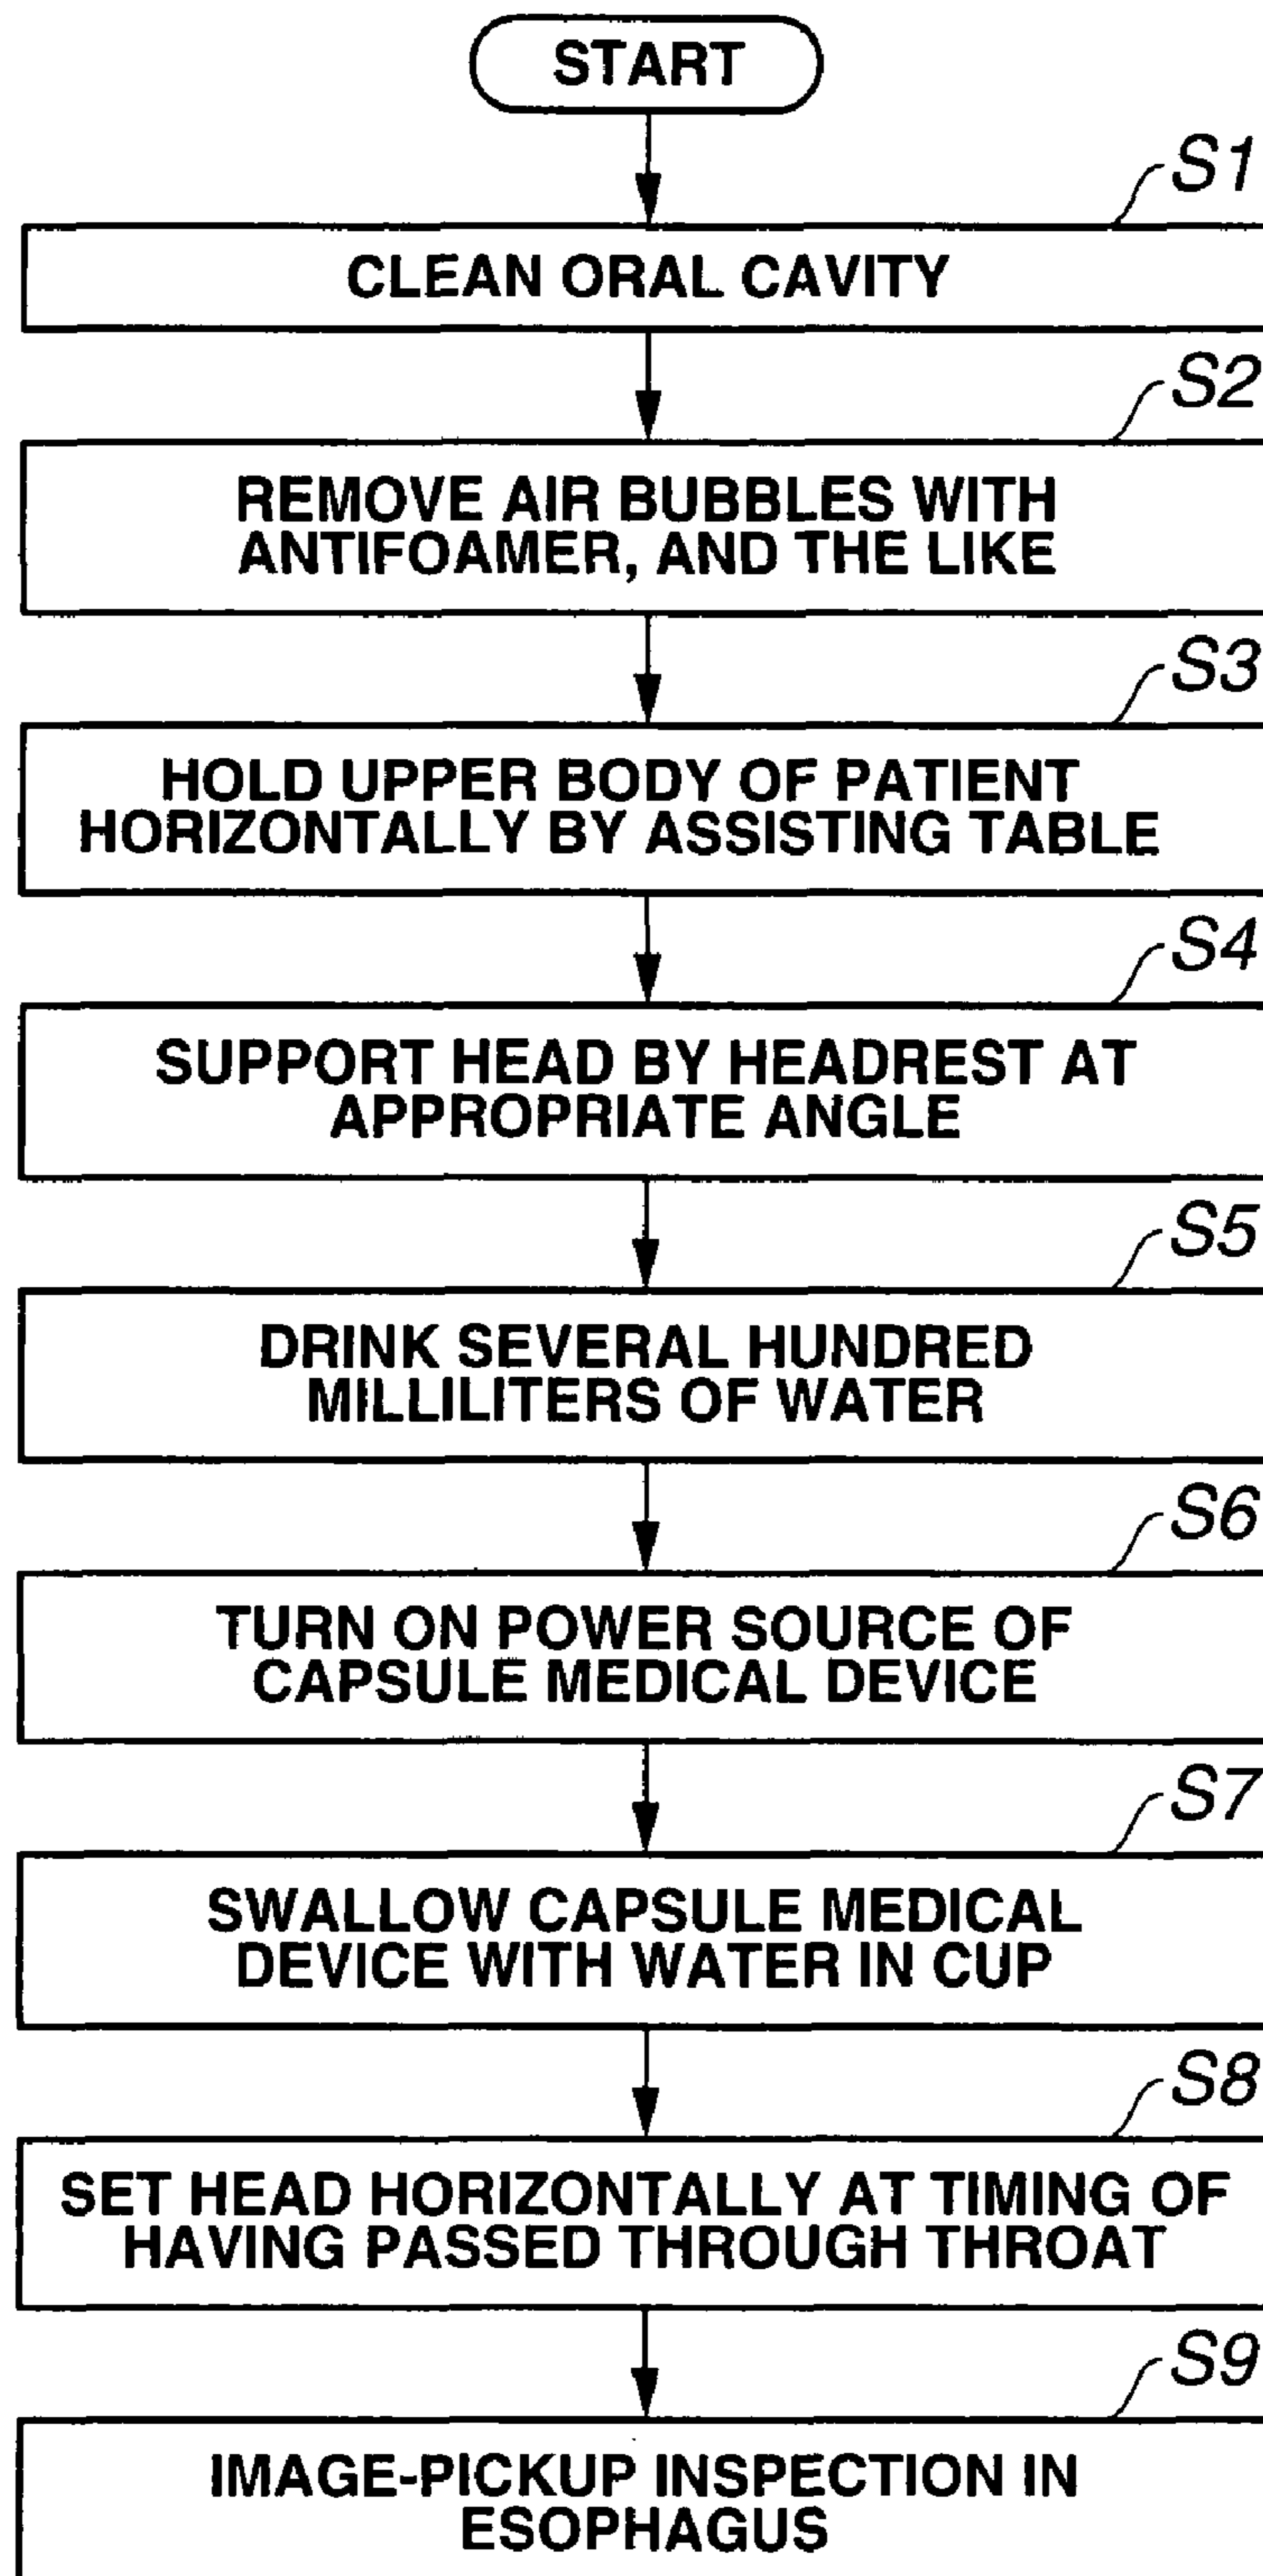 START
S1
CLEAN ORAL CAVITY
S2
REMOVE AIR BUBBLES WITH
ANTIFOAMER, AND THE LIKE
S3
HOLD UPPER BODY OF PATIENT
HORIZONTALLY BY ASSISTING TABLE
S4
SUPPORT HEAD BY HEADREST AT
APPROPRIATE ANGLE
S5
DRINK SEVERAL HUNDRED
MILLILITERS OF WATER
S6
TURN ON POWER SOURCE OF
CAPSULE MEDICAL DEVICE
S7
SWALLOW CAPSULE MEDICAL
DEVICE WITH WATER IN CUP
S8
SET HEAD HORIZONTALLY AT TIMING OF
HAVING PASSED THROUGH THROAT
S9
IMAGE-PICKUP INSPECTION IN
ESOPHAGUS